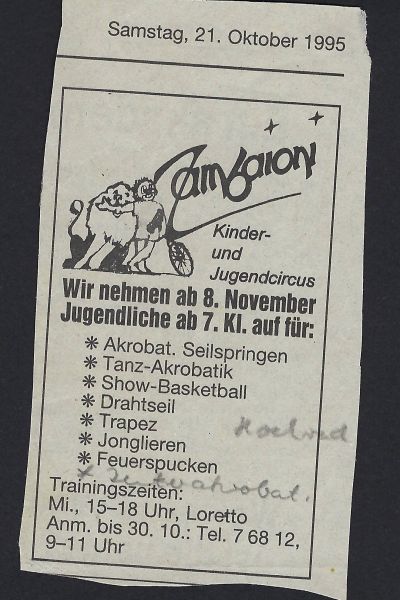 Samstag, 21. Oktober 1995
Jambolon
Kinder-
und
Jugendcircus
Wir nehmen ab 8. November
Jugendliche ab 7. Kl. auf für:
* Akrobat. Seilspringen
* Tanz-Akrobatik
* Show-Basketball
* Drahtseil
* Trapez
Hochrad
* Jonglieren
* Feuerspucken
Trainingszeiten:
Mi., 15–18 Uhr, Loretto
Anm. bis 30. 10.: Tel. 7 68 12,
9–11 Uhr